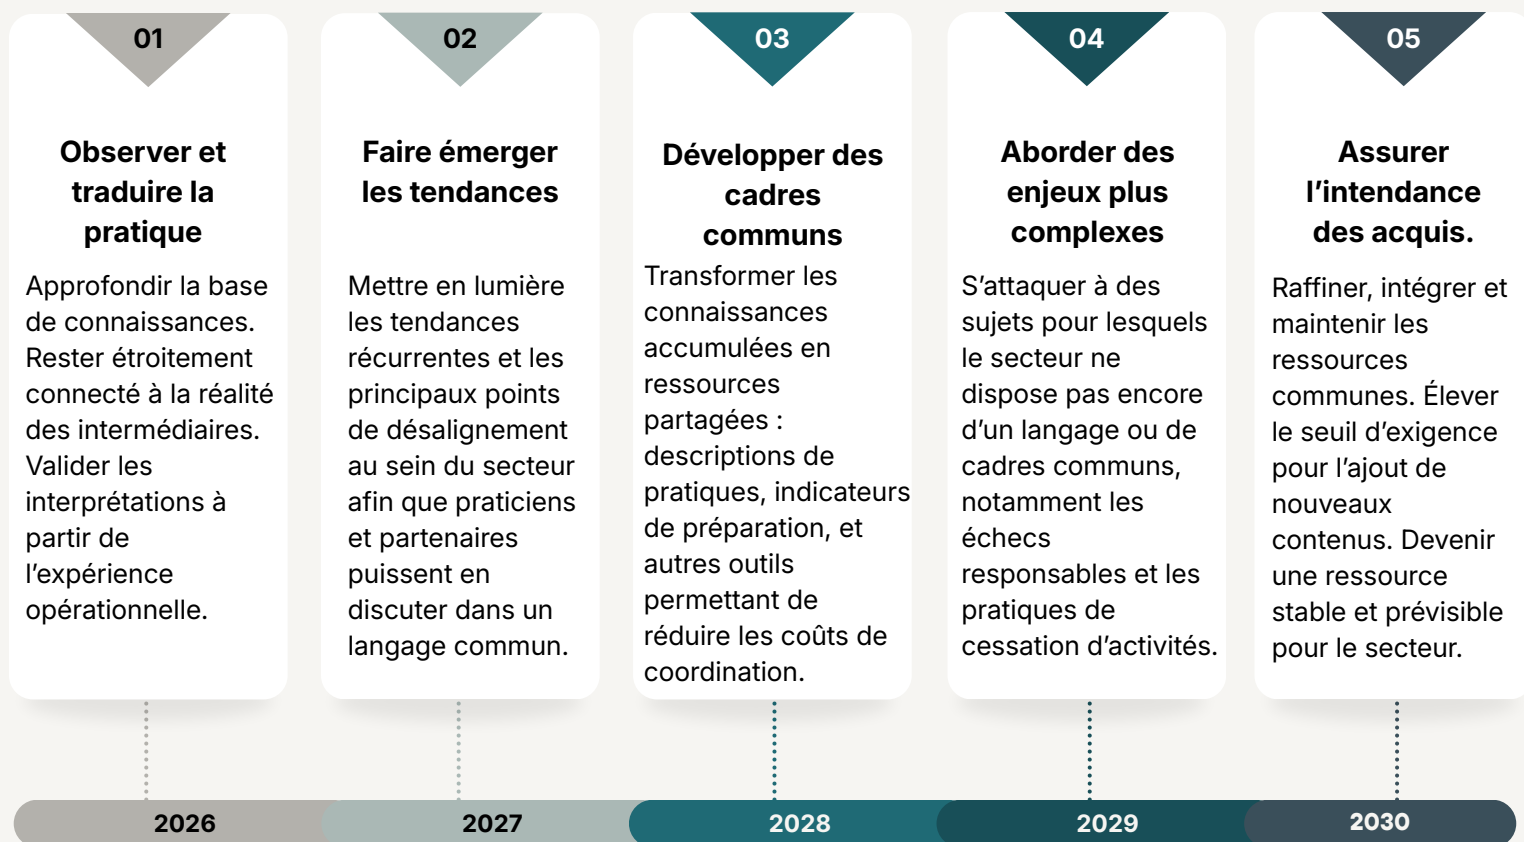 01
Observer et
traduire la
pratique
Approfondir la base
de connaissances.
Rester étroitement
connecté à la réalité
des intermédiaires.
Valider les
interprétations à
partir de
l’expérience
opérationnelle.
02
Faire émerger
les tendances
Mettre en lumière
les tendances
récurrentes et les
principaux points
de désalignement
au sein du secteur
afin que praticiens
et partenaires
puissent en
discuter dans un
langage commun.
03
Développer des
cadres
communs
Transformer les
connaissances
accumulées en
ressources
partagées :
descriptions de
pratiques, indicateurs
de préparation, et
autres outils
permettant de
réduire les coûts de
coordination.
04
Aborder des
enjeux plus
complexes
S’attaquer à des
sujets pour lesquels
le secteur ne
dispose pas encore
d’un langage ou de
cadres communs,
notamment les
échecs
responsables et les
pratiques de
cessation d’activités.
05
Assurer
l’intendance
des acquis.
Raffiner, intégrer et
maintenir les
ressources
communes. Élever
le seuil d’exigence
pour l’ajout de
nouveaux
contenus. Devenir
une ressource
stable et prévisible
pour le secteur.
2026
2027
2028
2029
2030